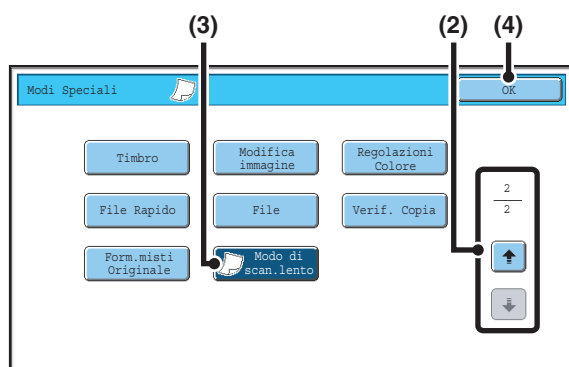 (3) (2) (4)
Modi Speciali OK
Timbro Modifica immagine Regolazioni Colore
2
2
File Rapido File Verif. Copia
Form.misti Originale Modo di scan.lento